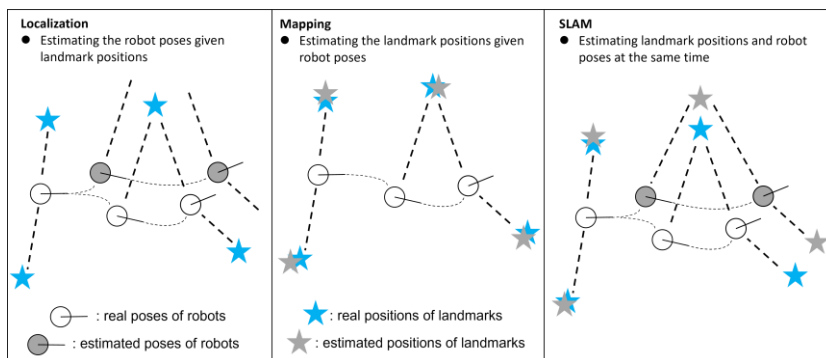 Localization
● Estimating the robot poses given
landmark positions
: real poses of robots
: estimated poses of robots
Mapping
● Estimating the landmark positions given
robot poses
: real positions of landmarks
: estimated positions of landmarks
SLAM
● Estimating landmark positions and robot
poses at the same time